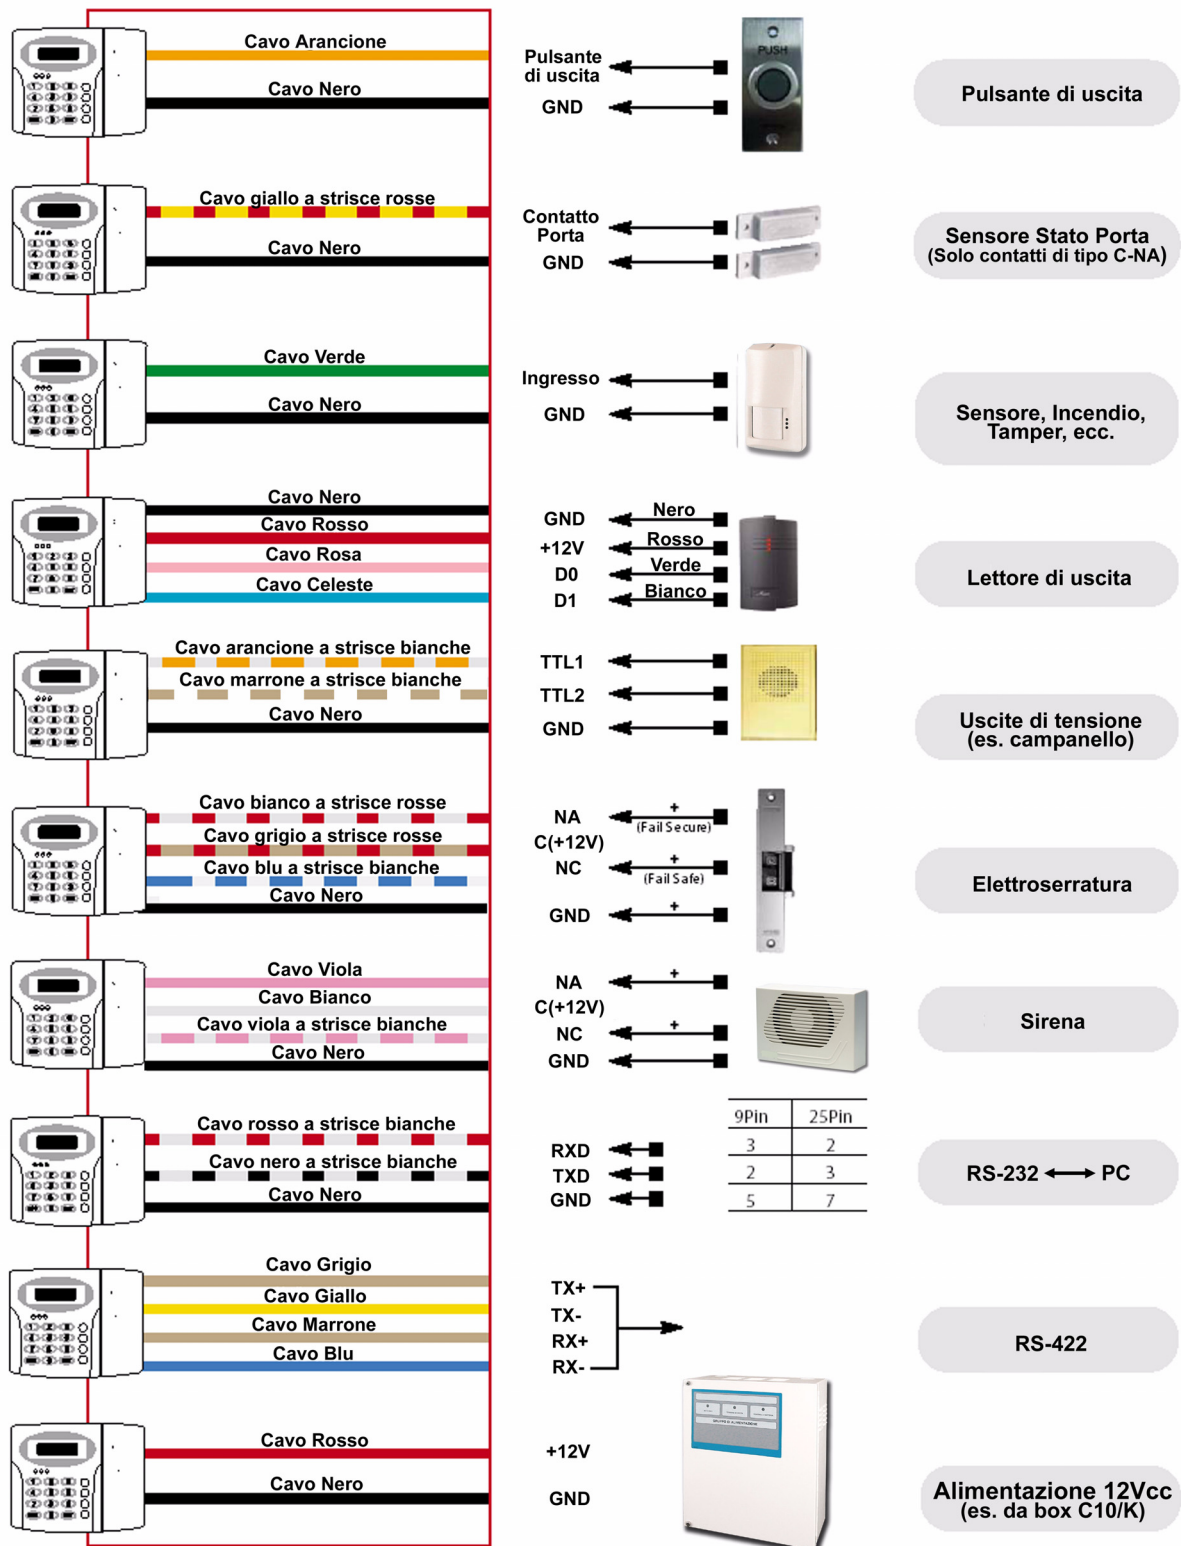 Cavo Arancione
Cavo Nero
Pulsante
di uscita
GND
PUSH
Pulsante di uscita
Cavo giallo a strisce rosse
Cavo Nero
Contatto
Porta
GND
Sensore Stato Porta
(Solo contatti di tipo C-NA)
Cavo Verde
Cavo Nero
Ingresso
GND
Sensore, Incendio,
Tamper, ecc.
Cavo Nero
Cavo Rosso
Cavo Rosa
Cavo Celeste
GND
+12V
D0
D1
Nero
Rosso
Verde
Bianco
Lettore di uscita
Cavo arancione a strisce bianche
Cavo marrone a strisce bianche
Cavo Nero
TTL1
TTL2
GND
Uscite di tensione
(es. campanello)
Cavo bianco a strisce rosse
Cavo grigio a strisce rosse
Cavo blu a strisce bianche
Cavo Nero
NA
C(+12V)
NC
GND
+
(Fail Secure)
+
(Fail Safe)
+
Elettroserratura
Cavo Viola
Cavo Bianco
Cavo viola a strisce bianche
Cavo Nero
NA
C(+12V)
NC
GND
+
+
Sirena
Cavo rosso a strisce bianche
Cavo nero a strisce bianche
Cavo Nero
RXD
TXD
GND
9Pin 25Pin
3 2
2 3
5 7
RS-232 PC
Cavo Grigio
Cavo Giallo
Cavo Marrone
Cavo Blu
TX+
TX-
RX+
RX-
RS-422
Cavo Rosso
Cavo Nero
+12V
GND
Alimentazione 12Vcc
(es. da box C10/K)